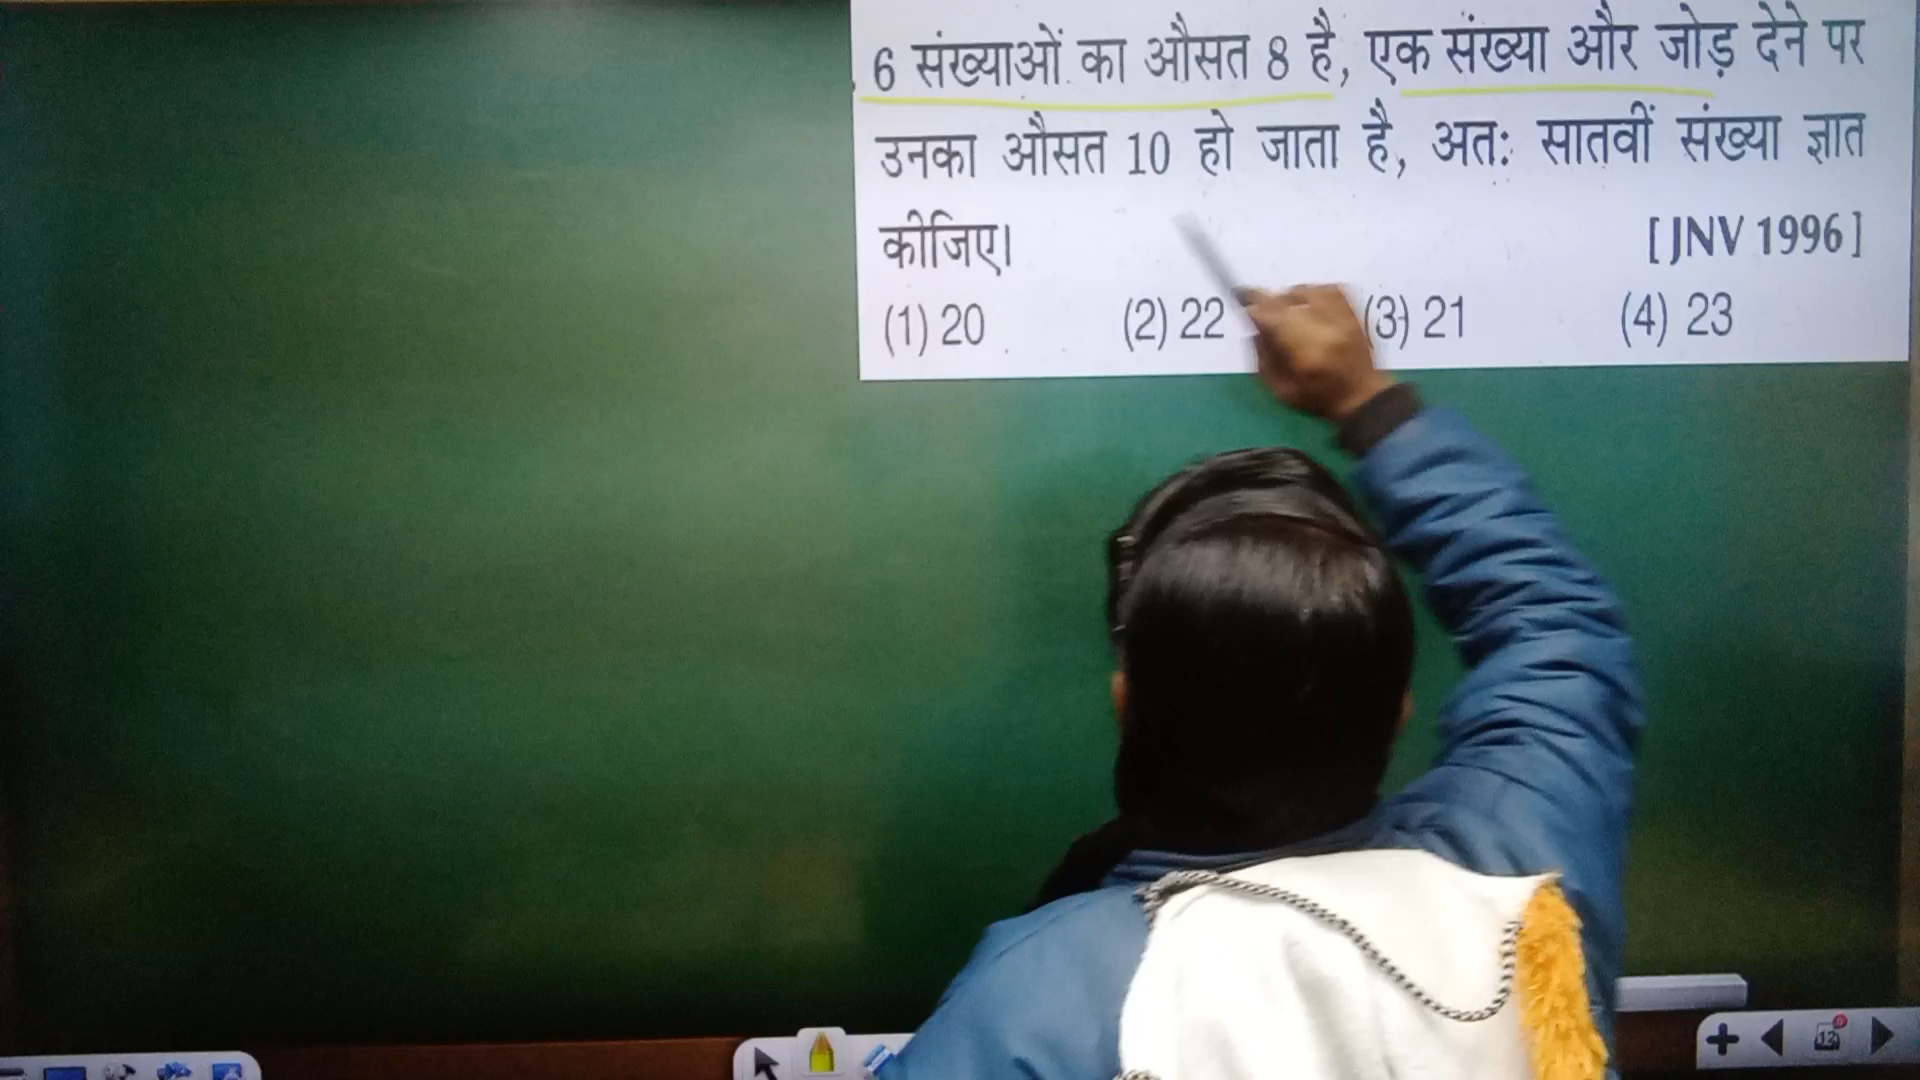 6 संख्याओं का औसत 8 है, एक संख्या और जोड़ देने पर
उनका औसत 10 हो जाता है, अतः सातवीं संख्या ज्ञात
कीजिए। [JNV 1996]
(1) 20 (2) 22 (3) 21 (4) 23